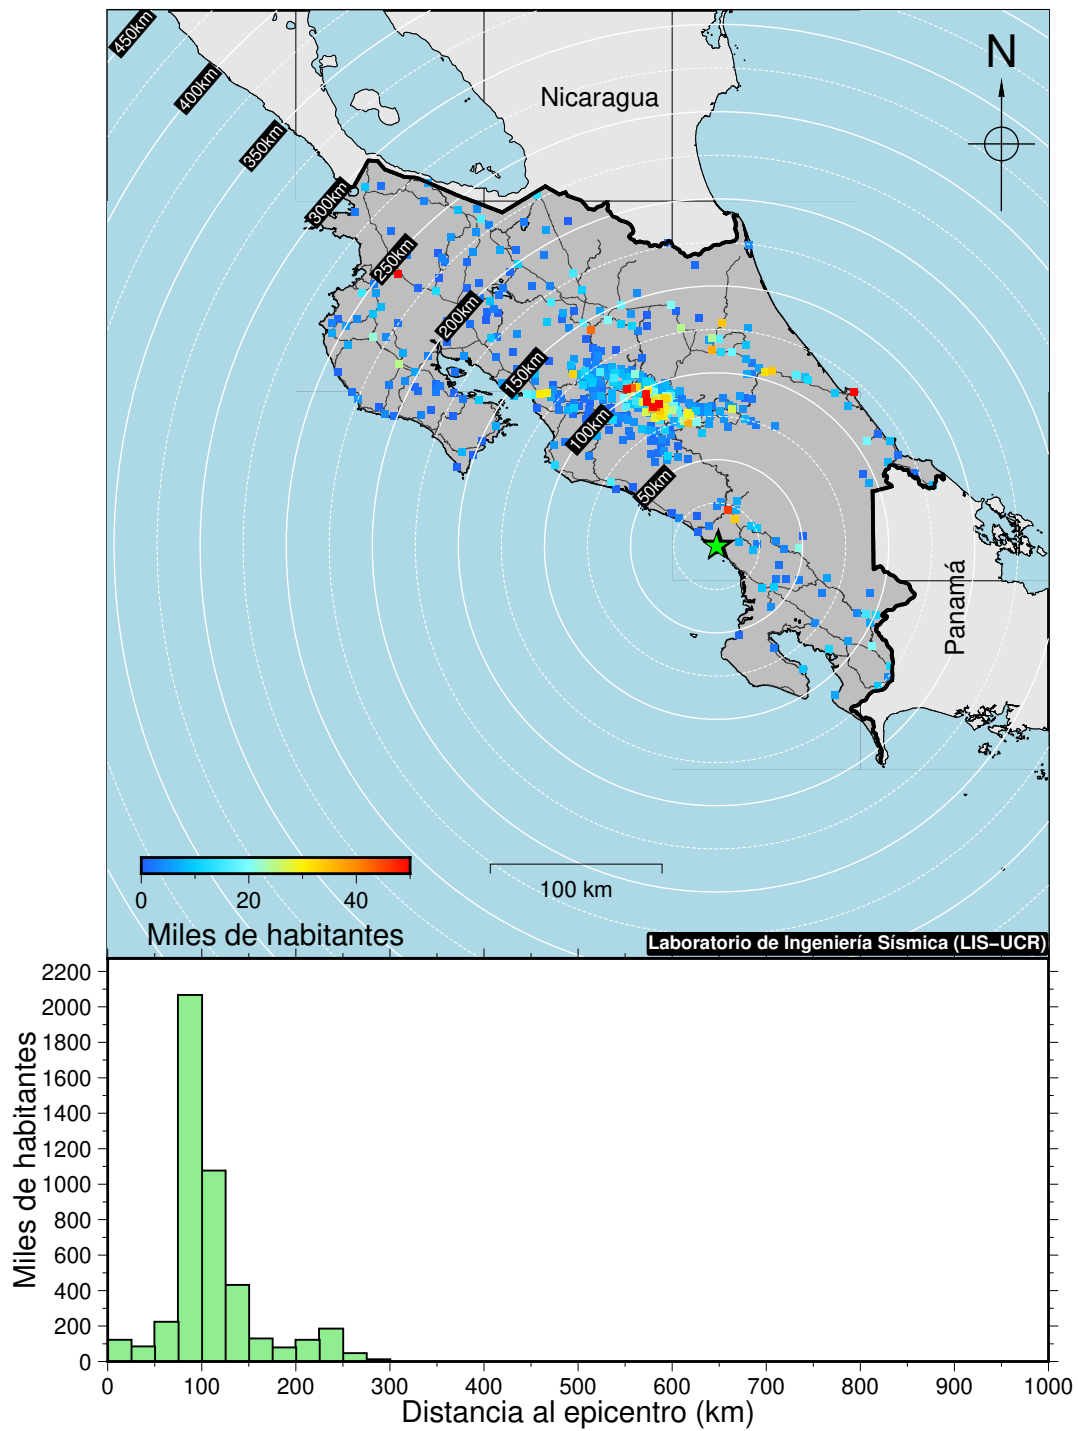 450km
400km
350km
300km
250km
200km
150km
100km
50km
Nicaragua
N
Panamá
0
20
40
Miles de habitantes
100 km
Laboratorio de Ingeniería Sísmica (LIS−UCR)
2200
2000
1800
1600
1400
1200
1000
800
600
400
200
0
Miles de habitantes
0 100 200 300 400 500 600 700 800 900 1000
Distancia al epicentro (km)